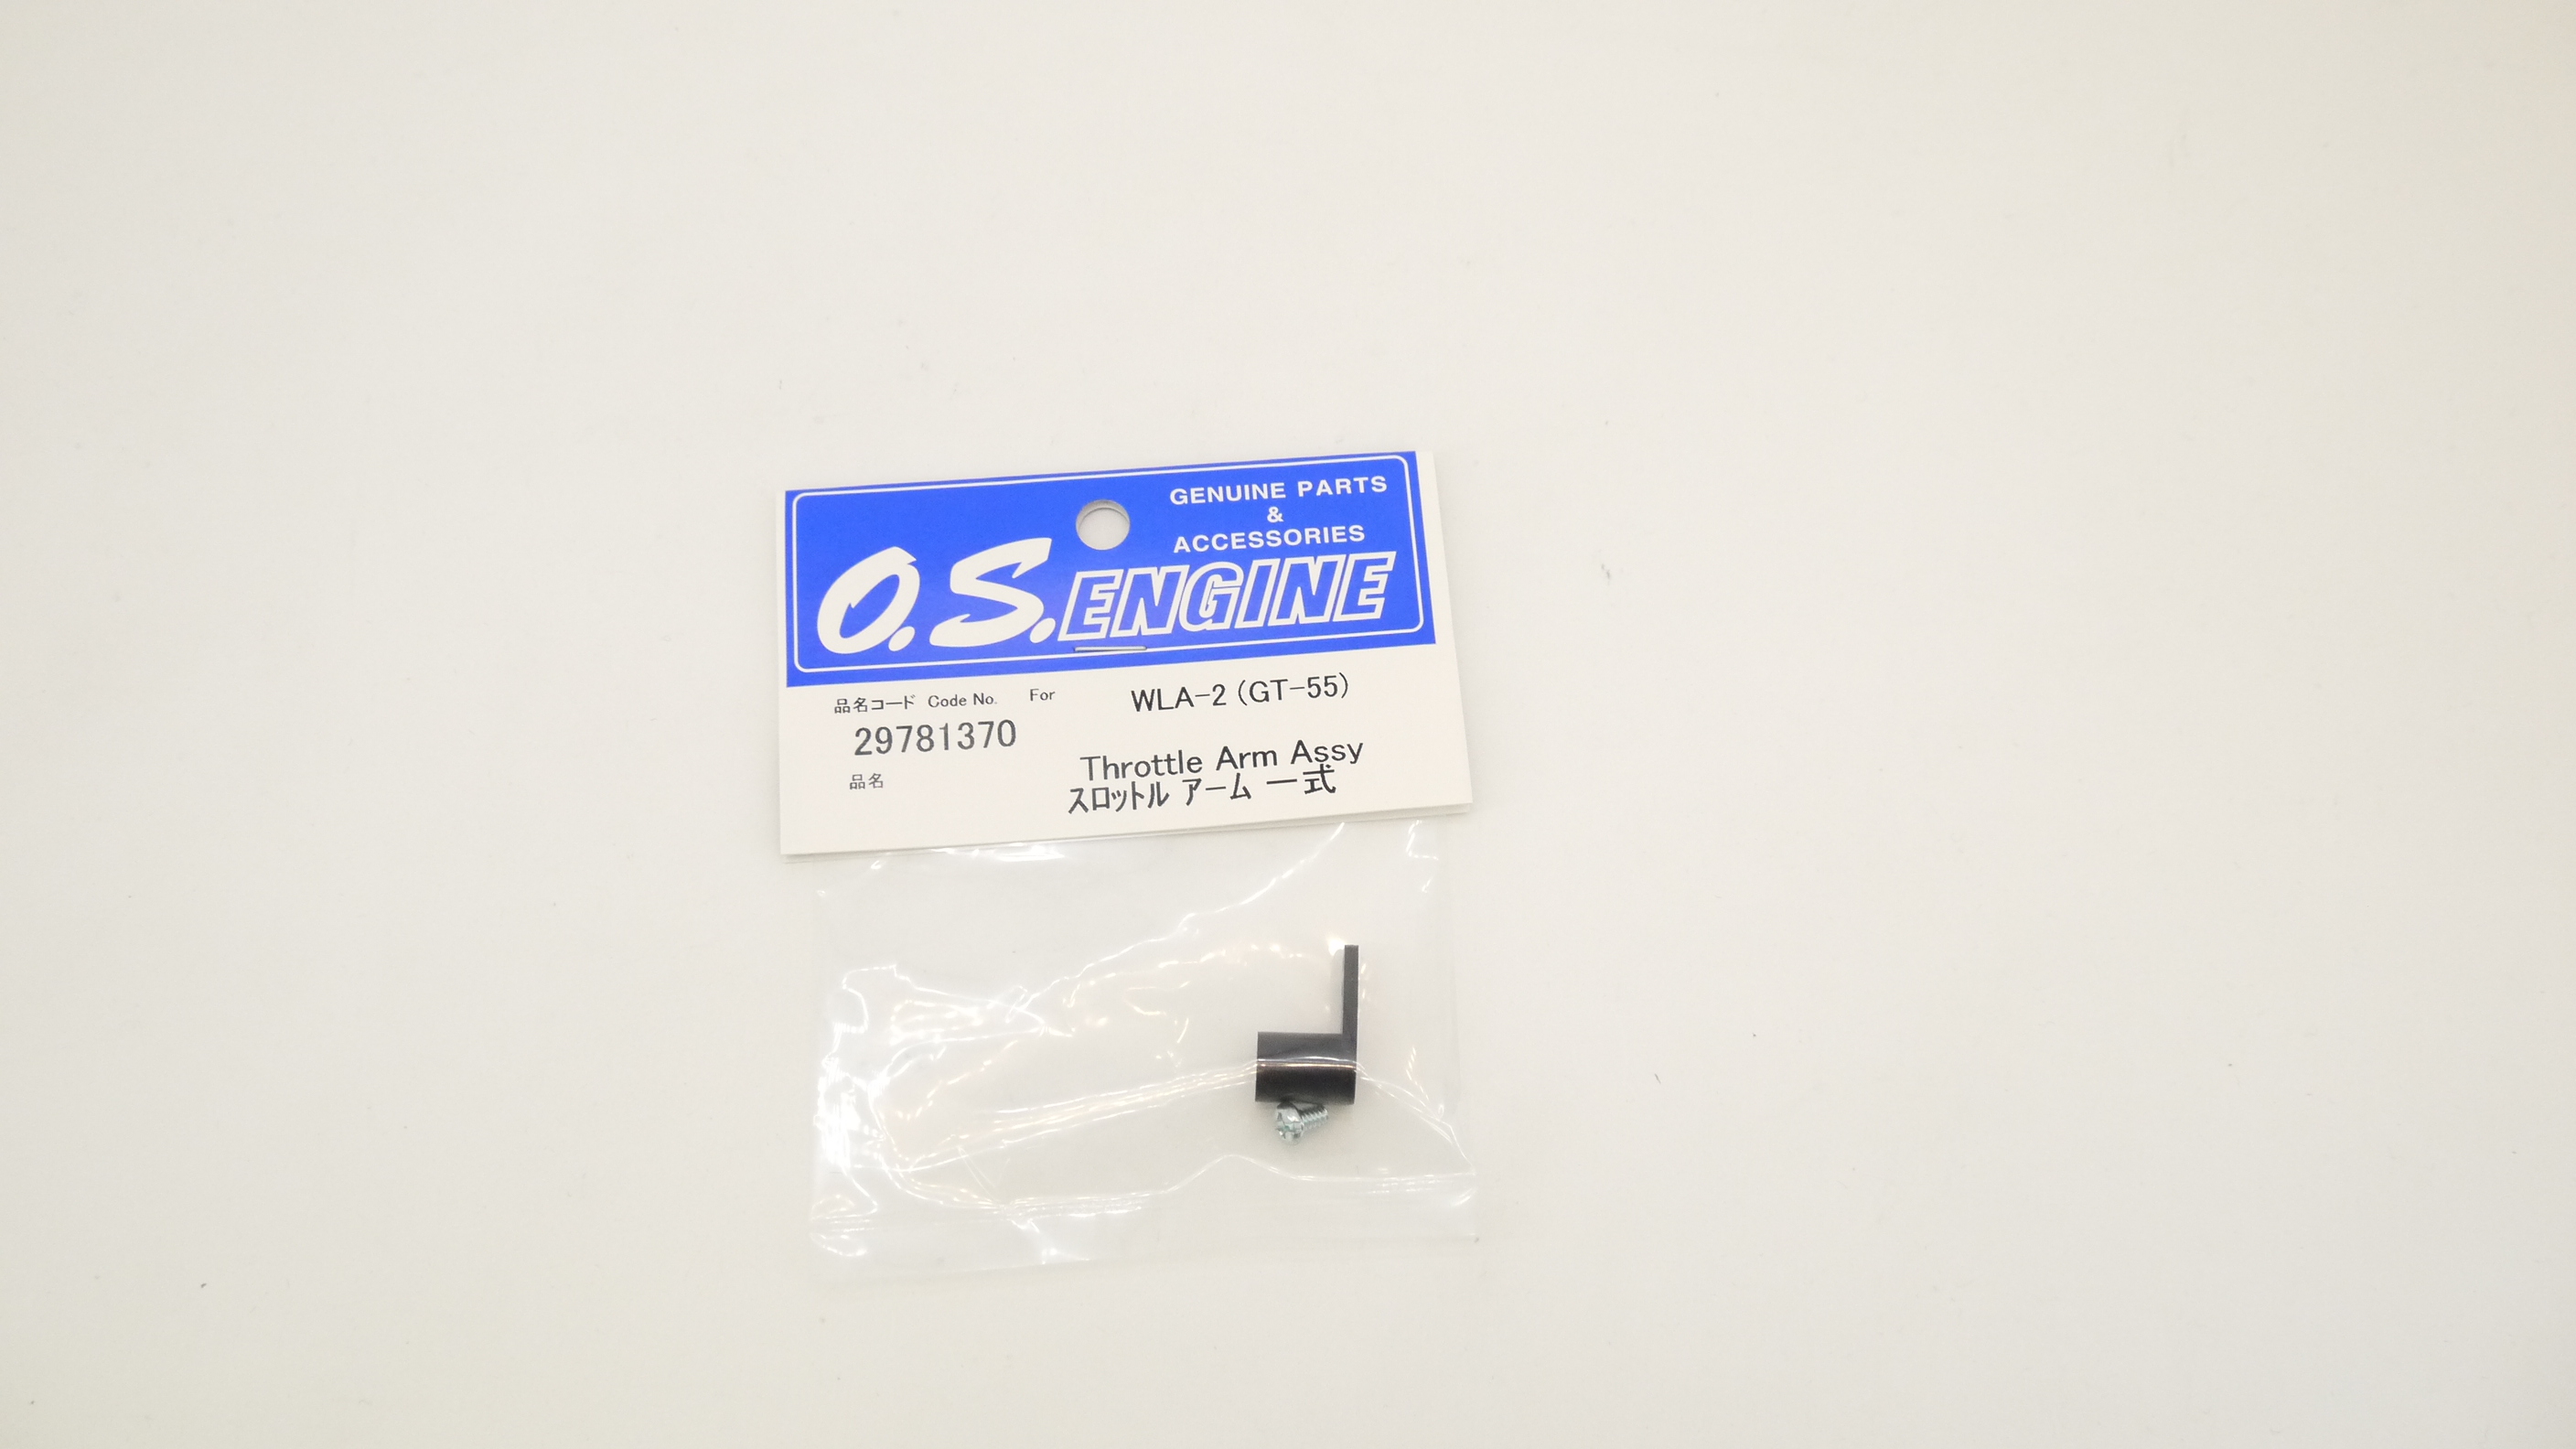 GENUINE PARTS
&
ACCESSORIES
O.S.ENGINE
品名コード Code No. For WLA-2 (GT-55)
29781370
品名 Throttle Arm Assy
スロットル アーム 一式